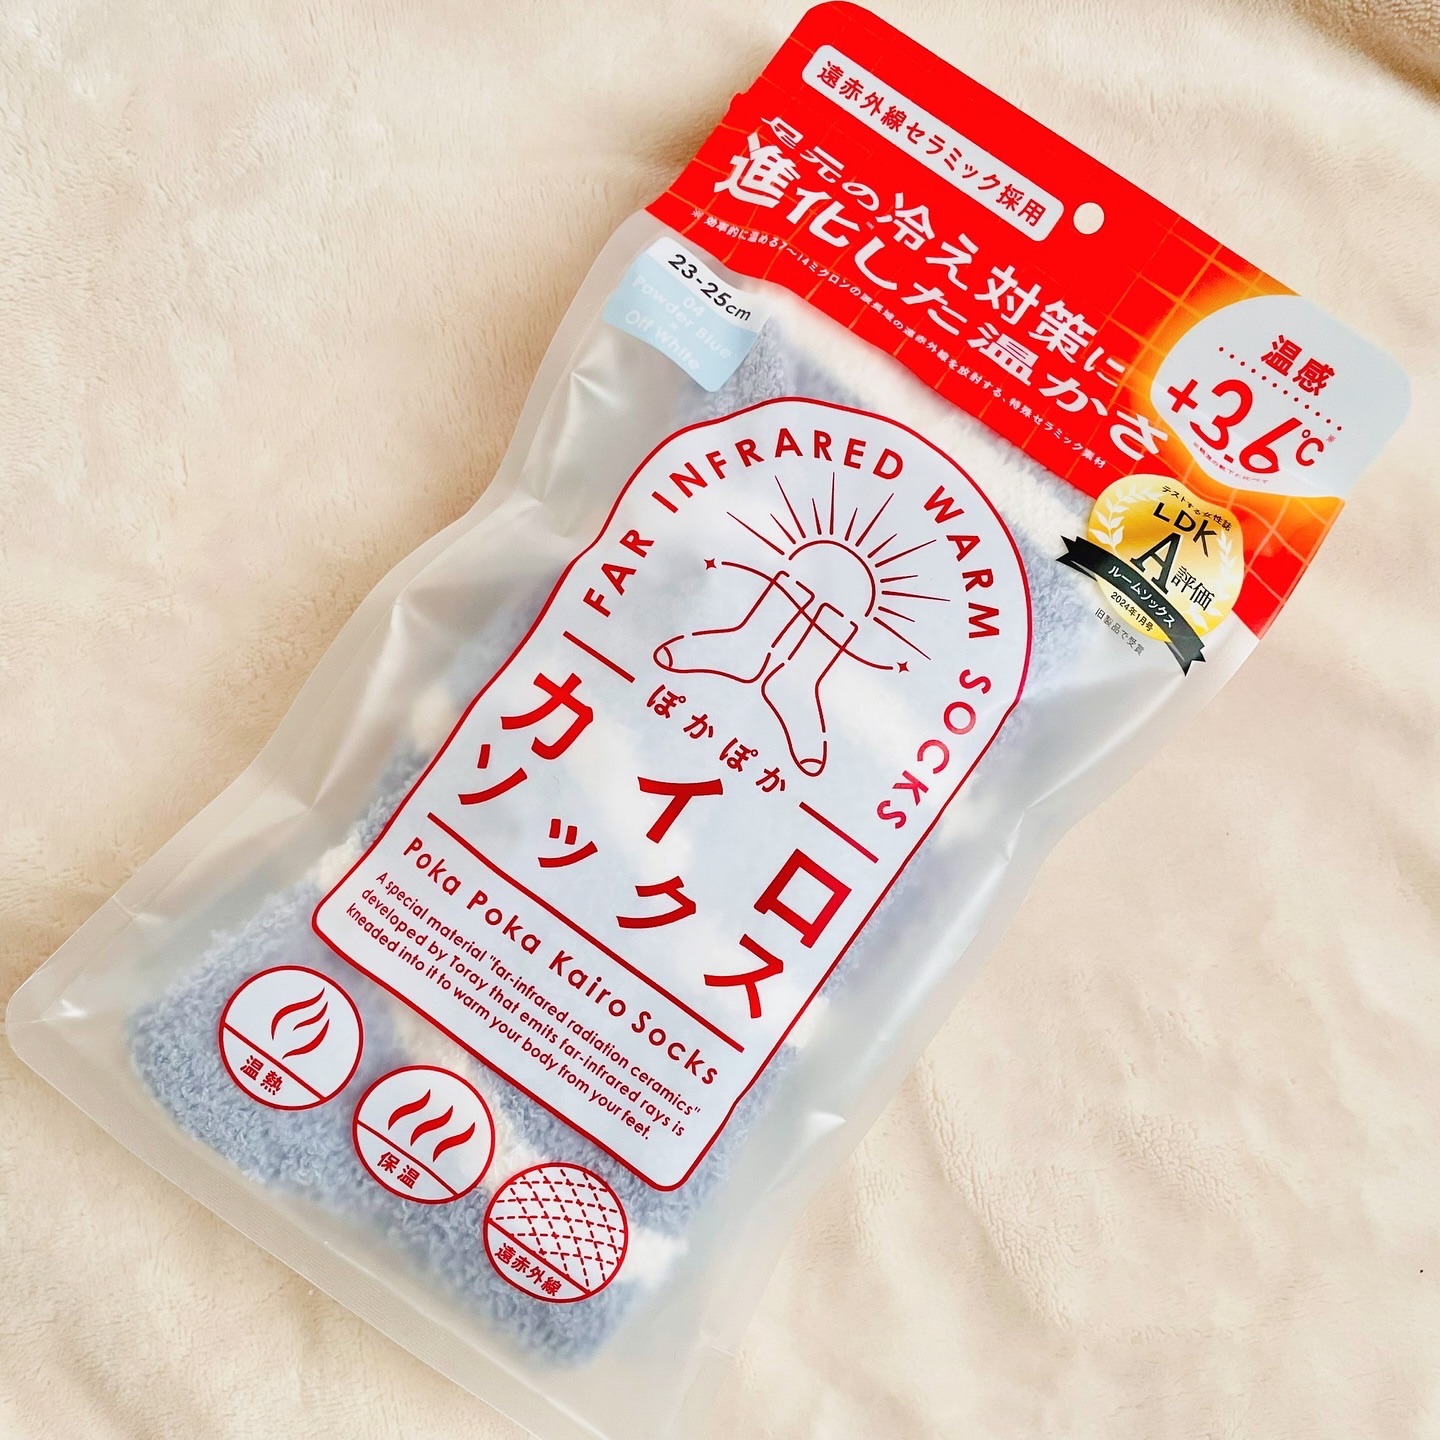 遠赤外線セラミック採用
足元の冷え対策に
進化した温かさ
※効率的に温める7〜14ミクロンの波長域の遠赤外線を放射する、特殊セラミック素材
温感
+3.6℃※
LDK
テストする女性誌
A評価
ルームソックス
2024年1月号
旧製品で受賞
23-25cm
04
Powder Blue
×
Off White
FAR INFRARED WARM SOCKS
ぽかぽか
カイロ
ソックス
Poka Poka Kairo Socks
A special material "far-infrared radiation ceramics"
developed by Toray that emits far-infrared rays is
kneaded into it to warm your body from your feet.
温熱
保温
遠赤外線